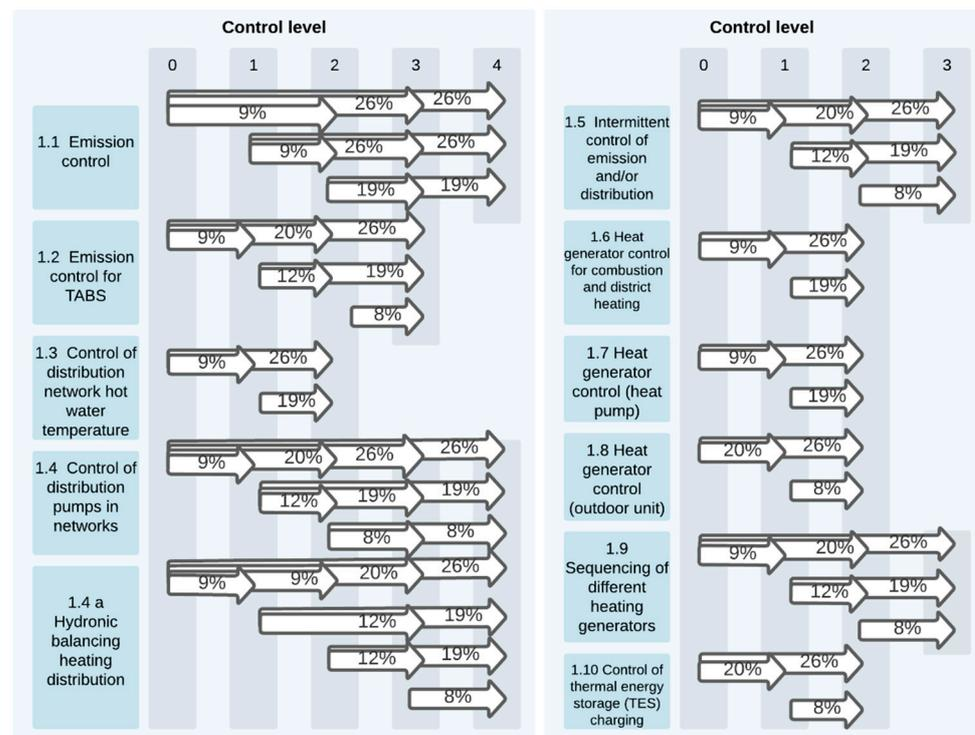 Control level
0 1 2 3 4
1.1 Emission
control
9% 26% 26%
9% 26% 26%
19% 19%
1.2 Emission
control for
TABS
9% 20% 26%
12% 19%
8%
1.3 Control of
distribution
network hot
water
temperature
9% 26%
19%
1.4 Control of
distribution
pumps in
networks
9% 20% 26% 26%
12% 19% 19%
8% 8%
1.4 a
Hydronic
balancing
heating
distribution
9% 9% 20% 26%
12% 19%
12% 19%
8%
Control level
0 1 2 3
1.5 Intermittent
control of
emission
and/or
distribution
9% 20% 26%
12% 19%
8%
1.6 Heat
generator control
for combustion
and district
heating
9% 26%
19%
1.7 Heat
generator
control (heat
pump)
9% 26%
19%
1.8 Heat
generator
control
(outdoor unit)
20% 26%
8%
1.9
Sequencing of
different
heating
generators
9% 20% 26%
12% 19%
8%
1.10 Control of
thermal energy
storage (TES)
charging
20% 26%
8%